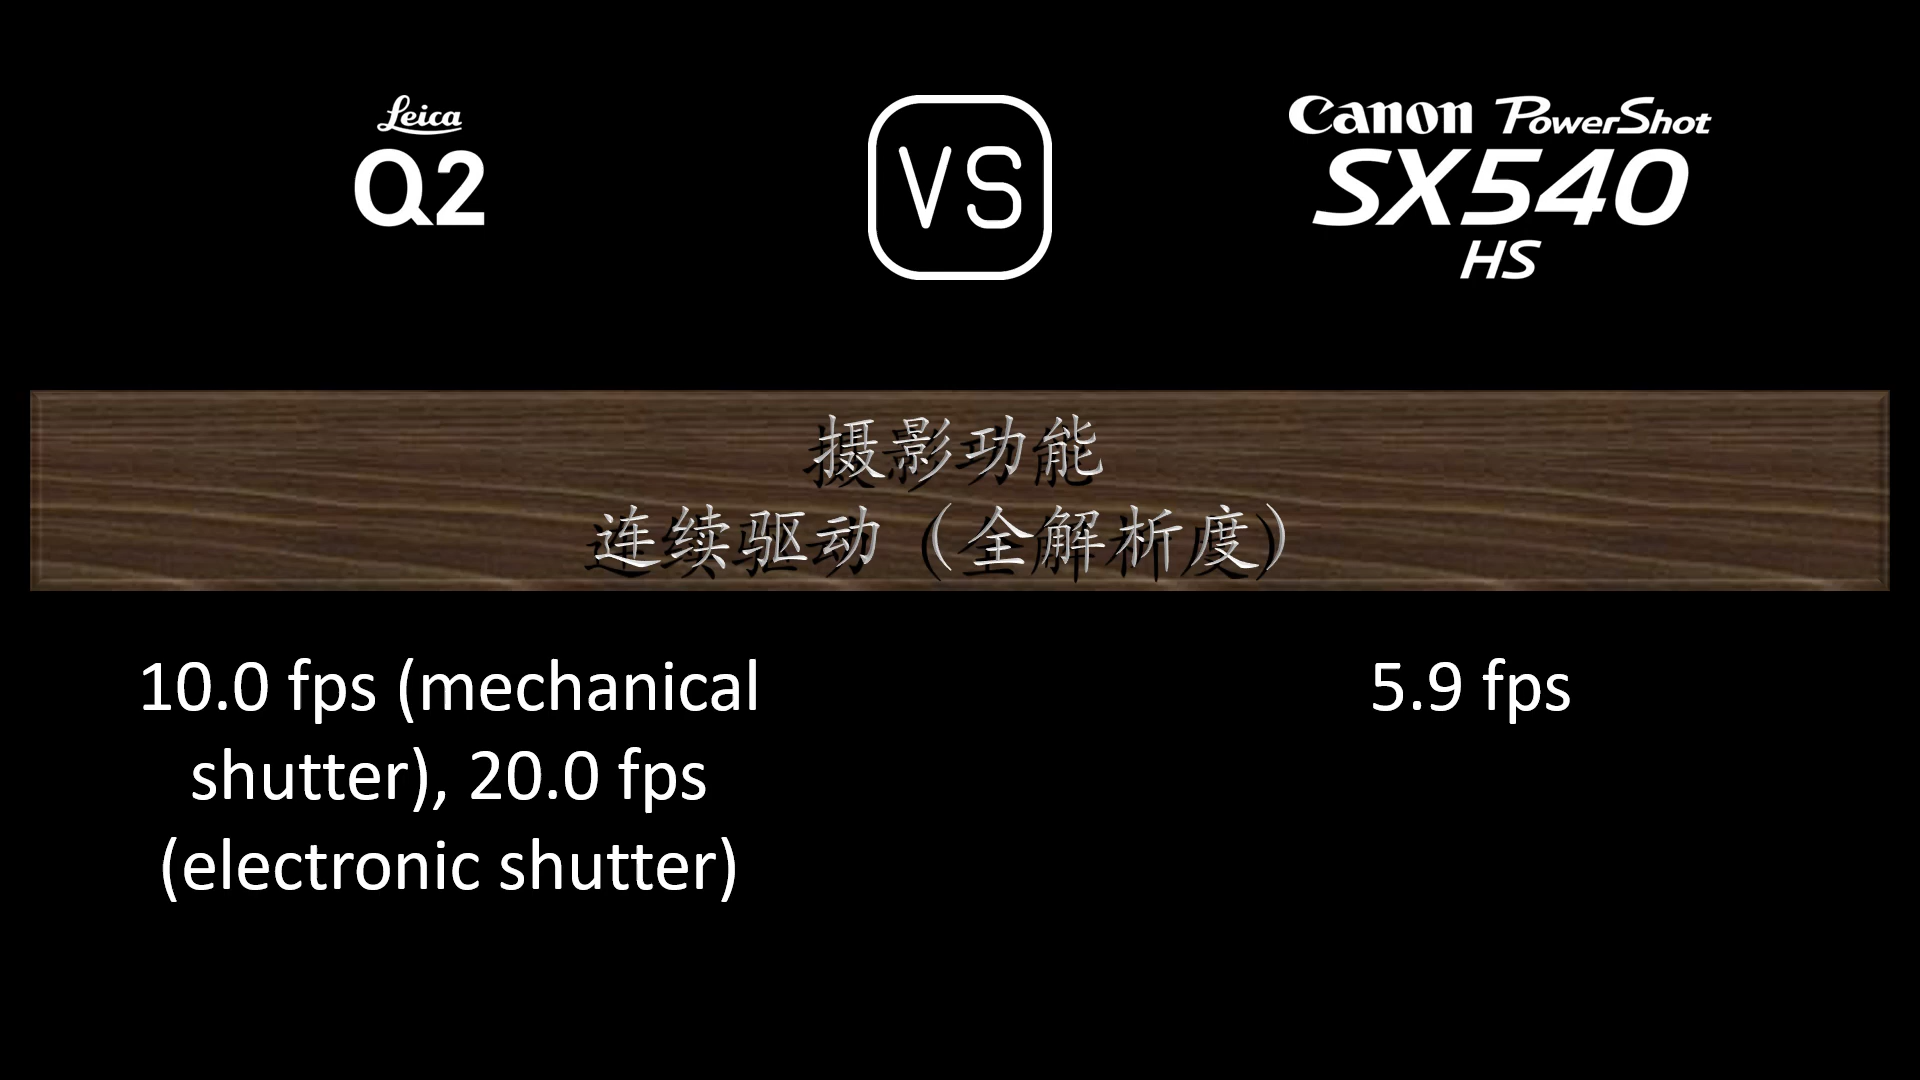 Leica
Q2
VS
Canon PowerShot
SX540
HS
摄影功能
连续驱动（全解析度）
10.0 fps (mechanical
shutter), 20.0 fps
(electronic shutter)
5.9 fps